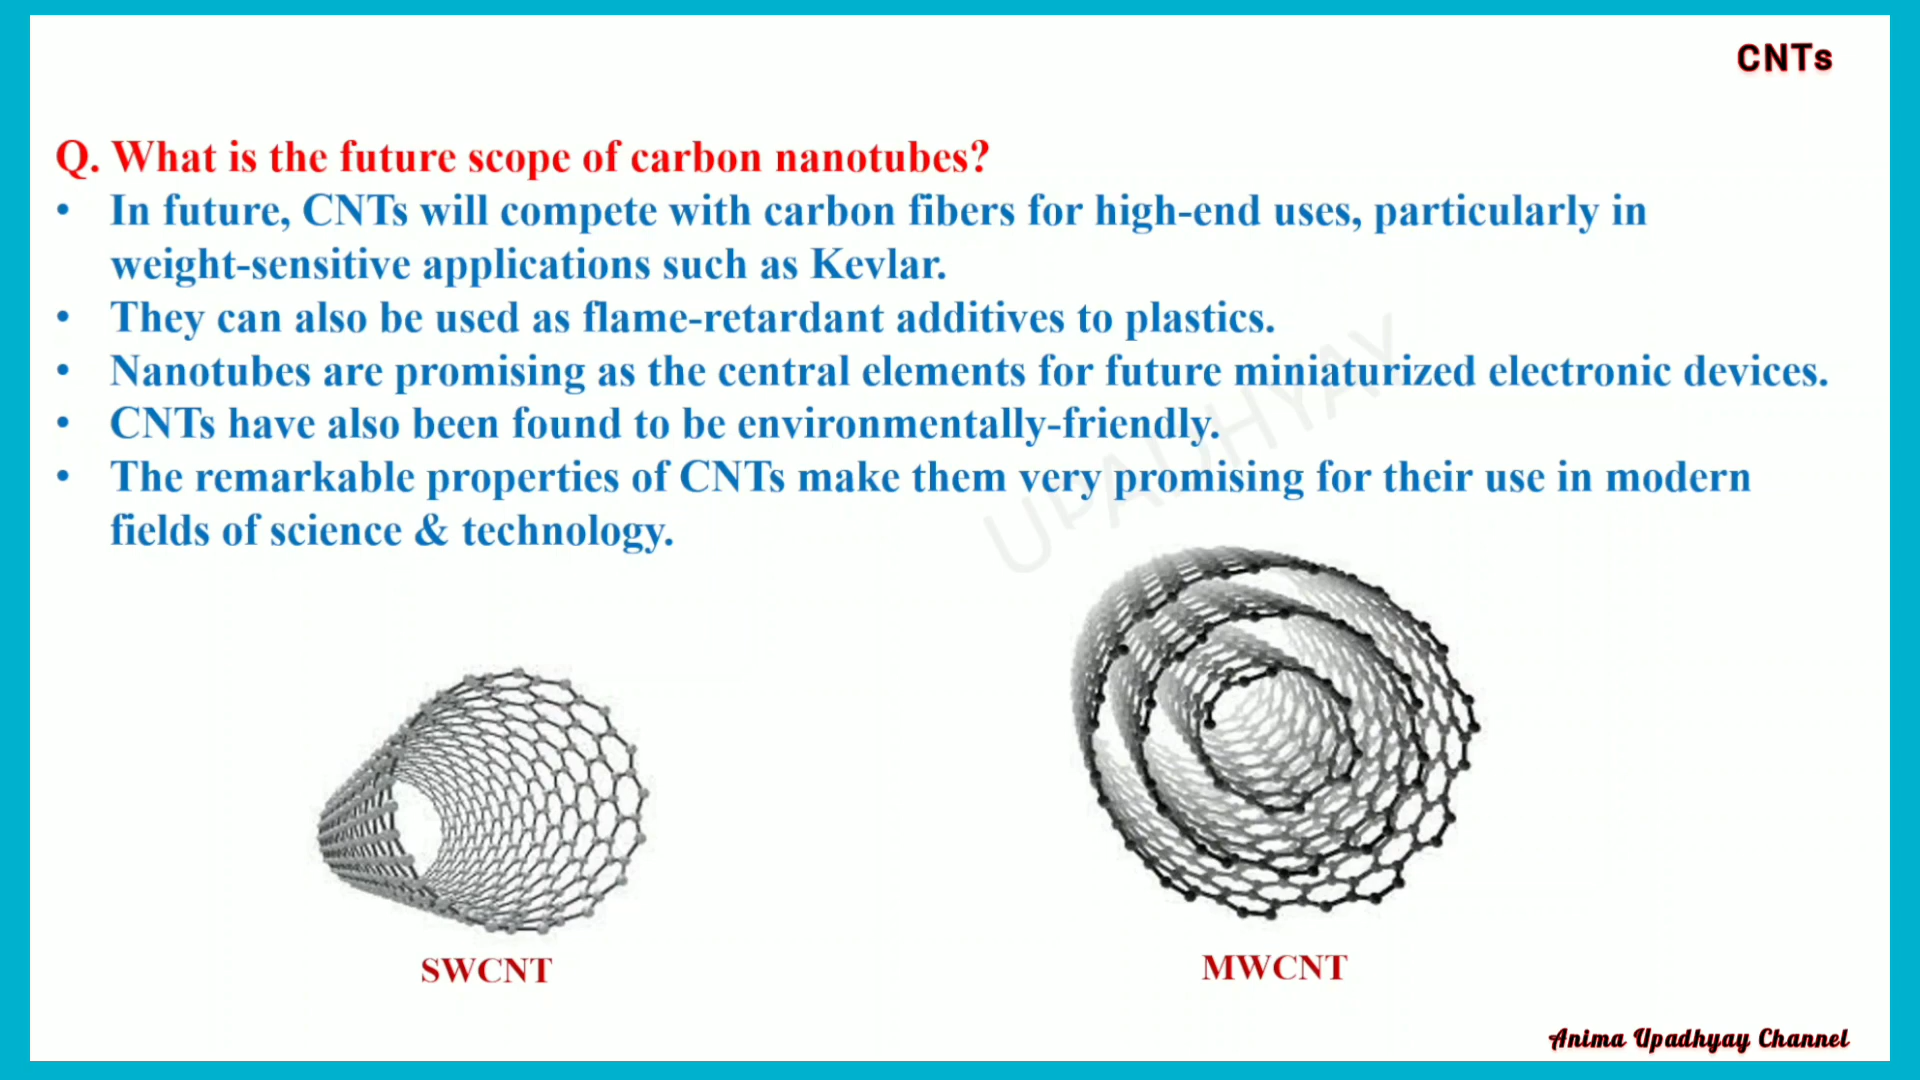 CNTs
Q. What is the future scope of carbon nanotubes?
• In future, CNTs will compete with carbon fibers for high-end uses, particularly in
weight-sensitive applications such as Kevlar.
• They can also be used as flame-retardant additives to plastics.
• Nanotubes are promising as the central elements for future miniaturized electronic devices.
• CNTs have also been found to be environmentally-friendly.
• The remarkable properties of CNTs make them very promising for their use in modern
fields of science & technology.
UPADHYAY
SWCNT
MWCNT
Anima Upadhyay Channel